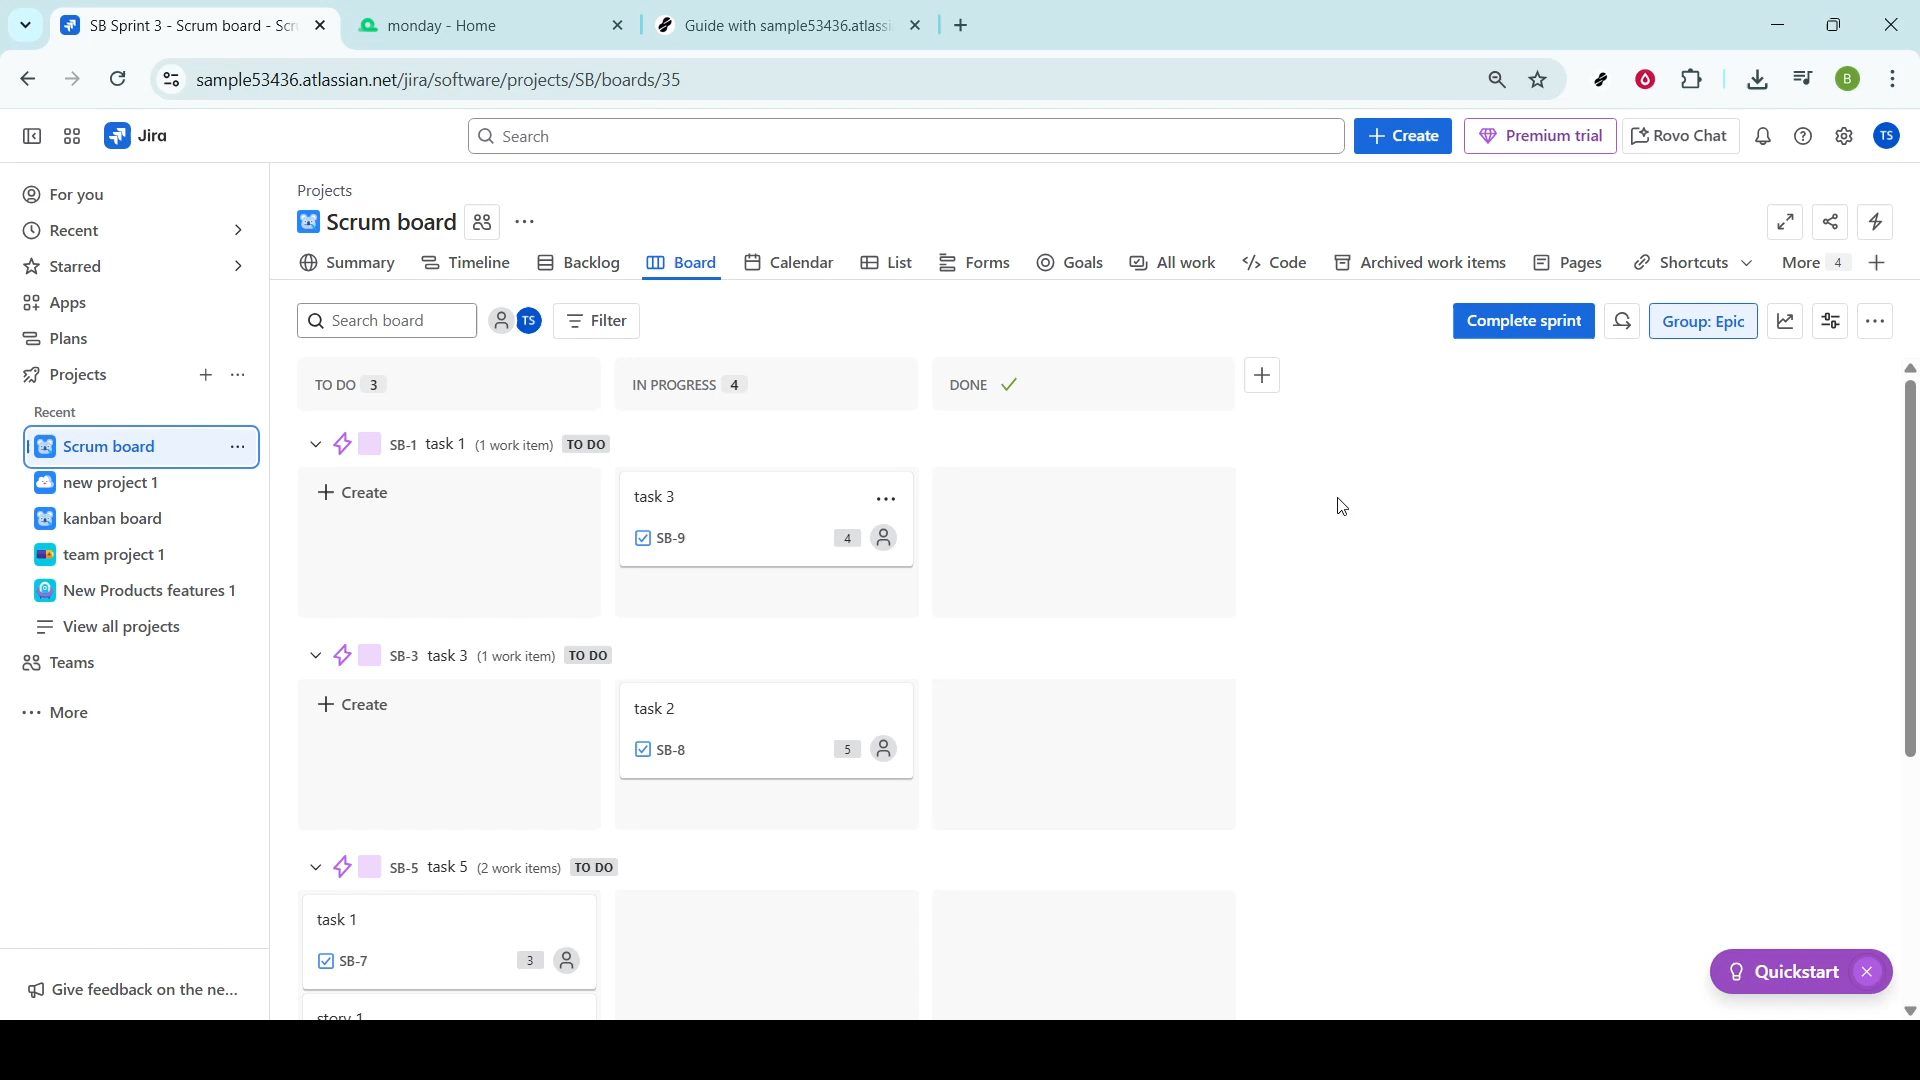 SB Sprint 3 - Scrum board - Scr
monday - Home
Guide with sample53436.atlassi
sample53436.atlassian.net/jira/software/projects/SB/boards/35
B
Jira
Search
Create
Premium trial
Rovo Chat
TS
For you
Recent
Starred
Apps
Plans
Projects
Recent
Scrum board
new project 1
kanban board
team project 1
New Products features 1
View all projects
Teams
More
Give feedback on the ne...
Projects
Scrum board
Summary
Timeline
Backlog
Board
Calendar
List
Forms
Goals
All work
Code
Archived work items
Pages
Shortcuts
More 4
Search board
TS
Filter
Complete sprint
Group: Epic
TO DO 3
IN PROGRESS 4
DONE
SB-1 task 1 (1 work item) TO DO
Create
task 3
SB-9
4
SB-3 task 3 (1 work item) TO DO
Create
task 2
SB-8
5
SB-5 task 5 (2 work items) TO DO
task 1
SB-7
3
story 1
Quickstart